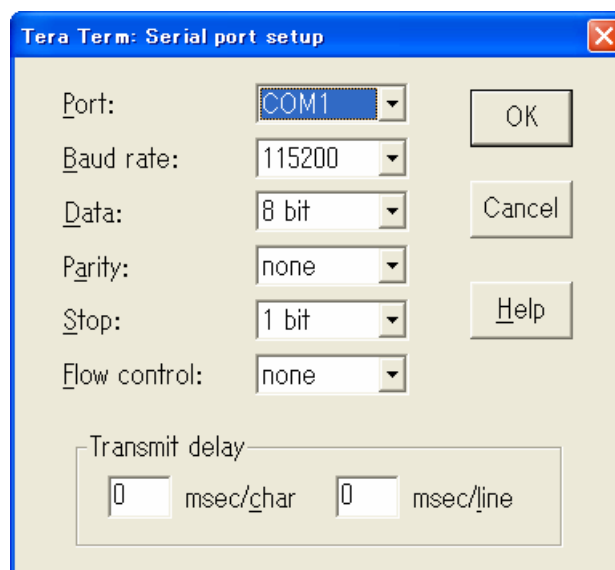 Tera Term: Serial port setup
Port: COM1
OK
Baud rate: 115200
Data: 8 bit
Cancel
Parity: none
Stop: 1 bit
Help
Flow control: none
Transmit delay
0 msec/char 0 msec/line